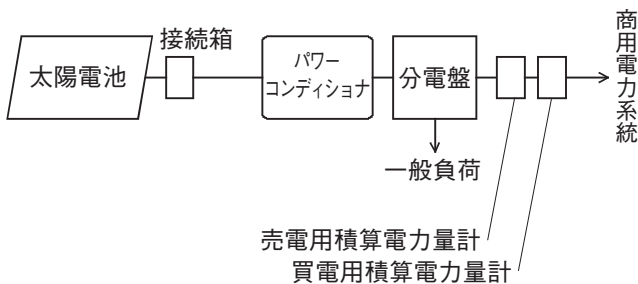 太陽電池
接続箱
パワー
コンディショナ
分電盤
一般負荷
商用電力系統
売電用積算電力量計
買電用積算電力量計